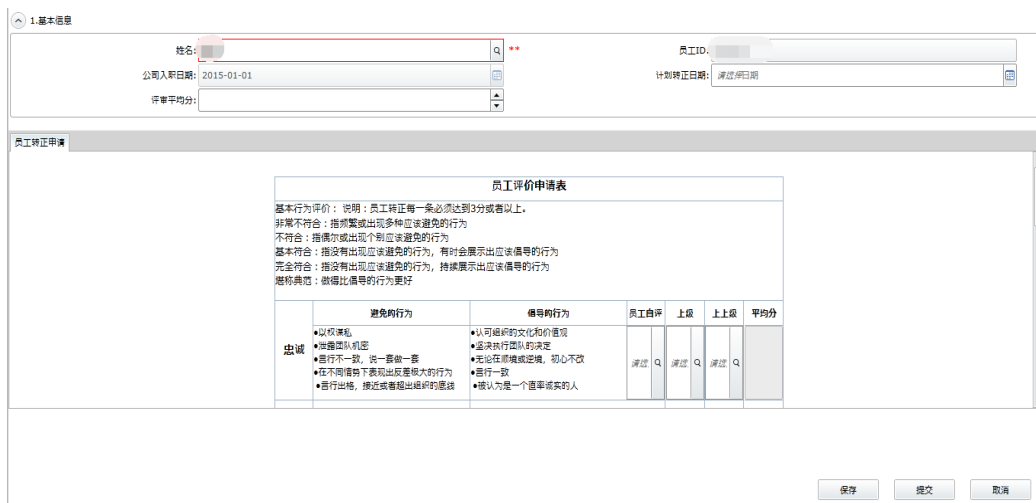 1.基本信息
姓名: **
员工ID:
公司入职日期: 2015-01-01
计划转正日期: 请选择日期
评审平均分:
员工转正申请
员工评价申请表
基本行为评价： 说明：员工转正每一条必须达到3分或者以上。
非常不符合：指频繁或出现多种应该避免的行为
不符合：指偶尔或出现个别应该避免的行为
基本符合：指没有出现应该避免的行为，有时会展示出应该倡导的行为
完全符合：指没有出现应该避免的行为，持续展示出应该倡导的行为
堪称典范：做得比倡导的行为更好
避免的行为 倡导的行为 员工自评 上级 上上级 平均分
忠诚
●以权谋私
●泄露团队机密
●言行不一致，说一套做一套
●在不同情势下表现出反差极大的行为
●言行出格，接近或者超出组织的底线
●认可组织的文化和价值观
●坚决执行团队的决定
●无论在顺境或逆境，初心不改
●言行一致
●被认为是一个直率诚实的人
请选 请选 请选
保存 提交 取消